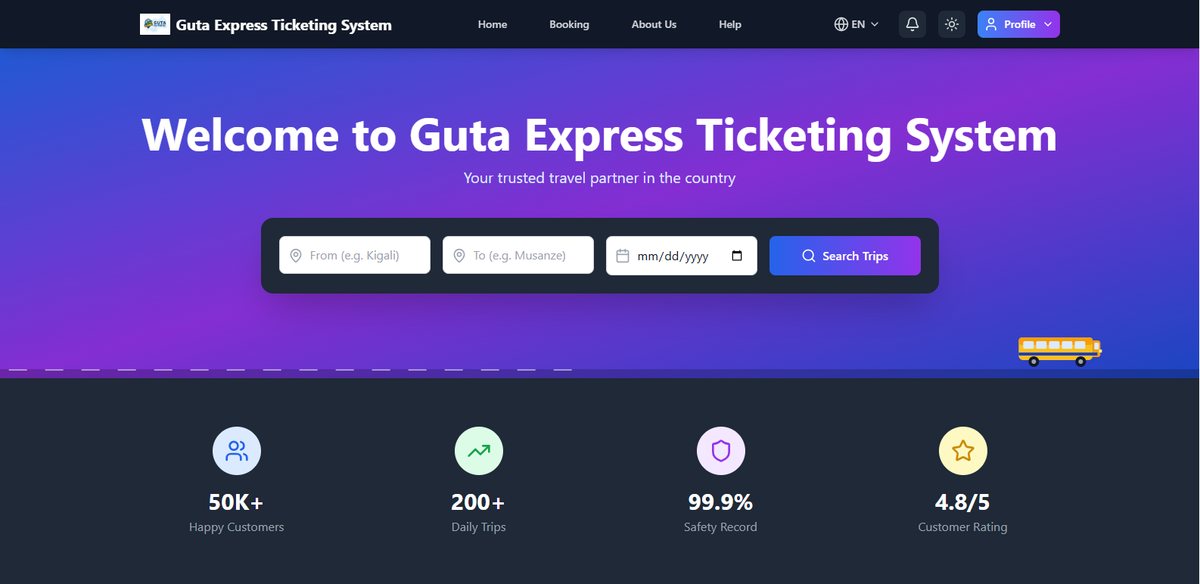 GUTA
Guta Express Ticketing System
Home
Booking
About Us
Help
EN
Profile
Welcome to Guta Express Ticketing System
Your trusted travel partner in the country
From (e.g. Kigali)
To (e.g. Musanze)
mm/dd/yyyy
Search Trips
50K+
Happy Customers
200+
Daily Trips
99.9%
Safety Record
4.8/5
Customer Rating